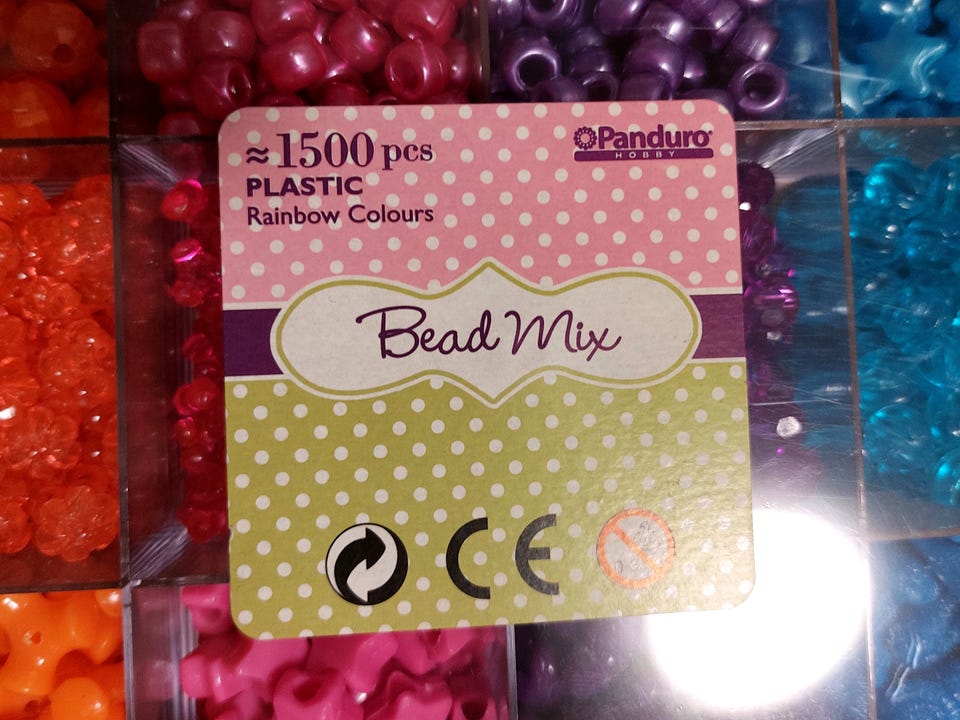 ≈1500 pcs
PLASTIC
Rainbow Colours
Panduro
HOBBY
Bead Mix
CE